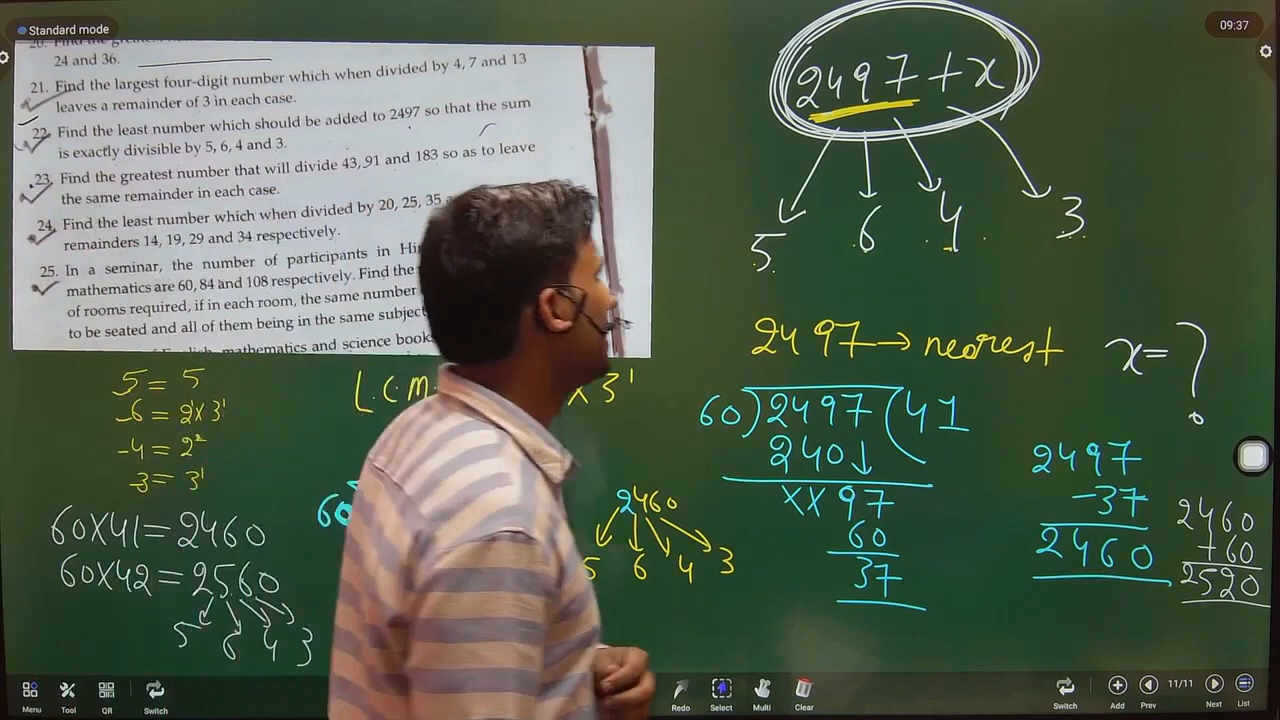 Standard mode
09:37
24 and 36.
21. Find the largest four-digit number which when divided by 4, 7 and 13
leaves a remainder of 3 in each case.
22. Find the least number which should be added to 2497 so that the sum
is exactly divisible by 5, 6, 4 and 3.
23. Find the greatest number that will divide 43, 91 and 183 so as to leave
the same remainder in each case.
24. Find the least number which when divided by 20, 25, 35
remainders 14, 19, 29 and 34 respectively.
25. In a seminar, the number of participants in
mathematics are 60, 84 and 108 respectively. Find the
of rooms required, if in each room, the same number
to be seated and all of them being in the same
mathematics and science
2497+x
5 6 4 3
2497→nearest
x=?
5 = 5
6 = 2¹×3¹
4 = 2²
3 = 3¹
L.C.M. × 3¹
60×41=2460
60×42=2560
5 6 4 3
60
2460
5 6 4 3
60)2497(41
240↓
××97
60
37
2497
-37
2460
2460
+60
2520
Menu Tool QR Switch Redo Select Multi Clear Switch Add Prev 11/11 Next List